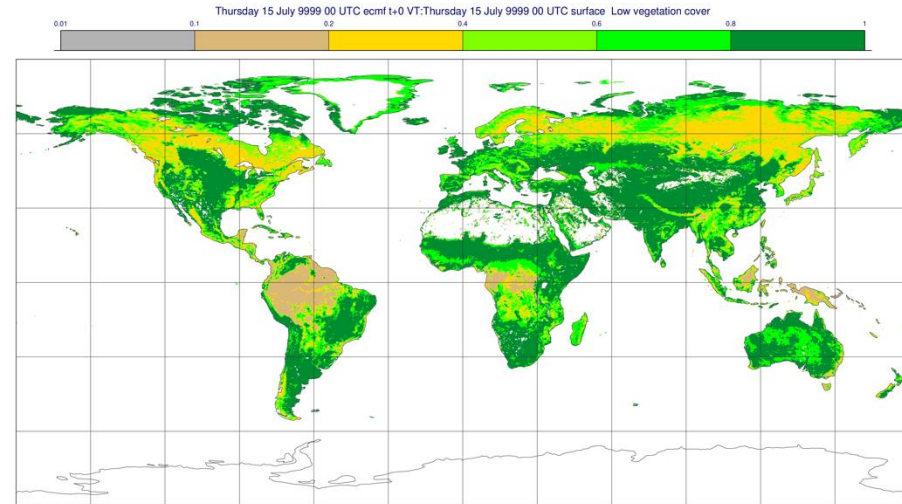 Thursday 15 July 9999 00 UTC ecmf t+0 VT:Thursday 15 July 9999 00 UTC surface Low vegetation cover
0.01 0.1 0.2 0.4 0.6 0.8 1